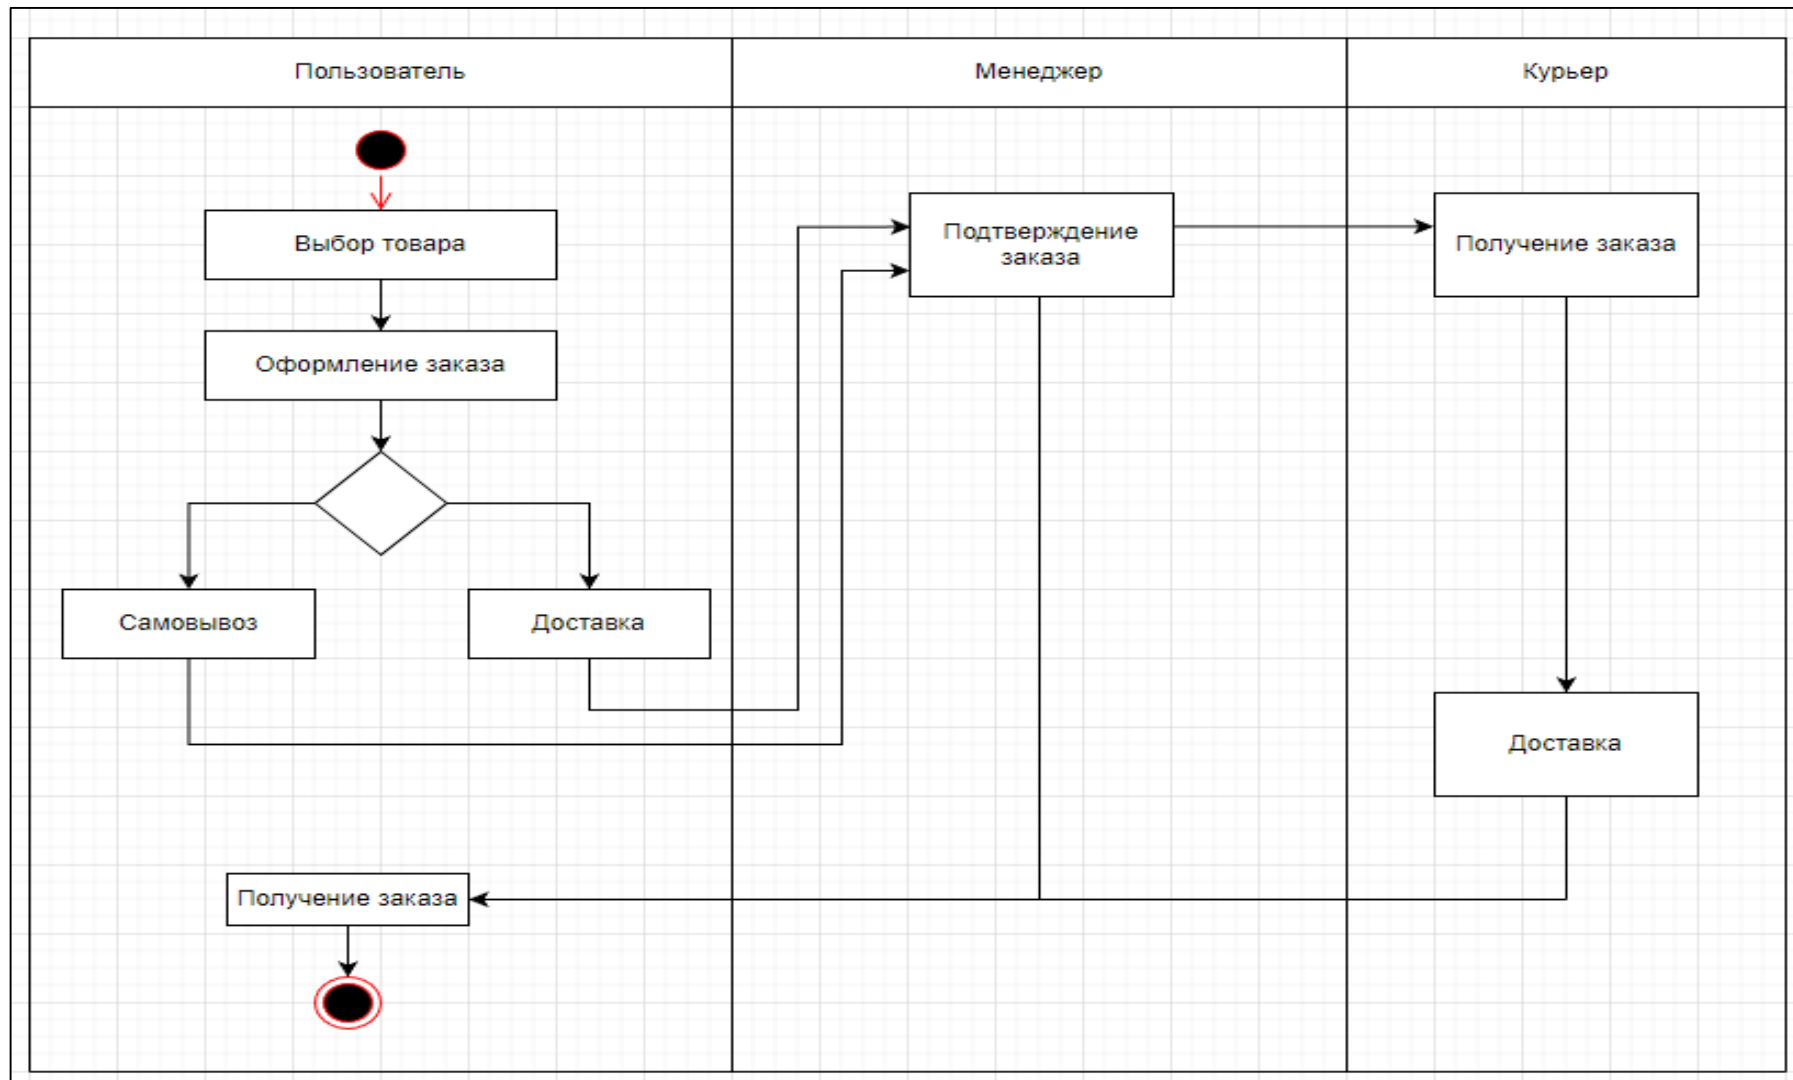 Пользователь
Менеджер
Курьер
Выбор товара
Оформление заказа
Самовывоз
Доставка
Подтверждение
заказа
Получение заказа
Доставка
Получение заказа